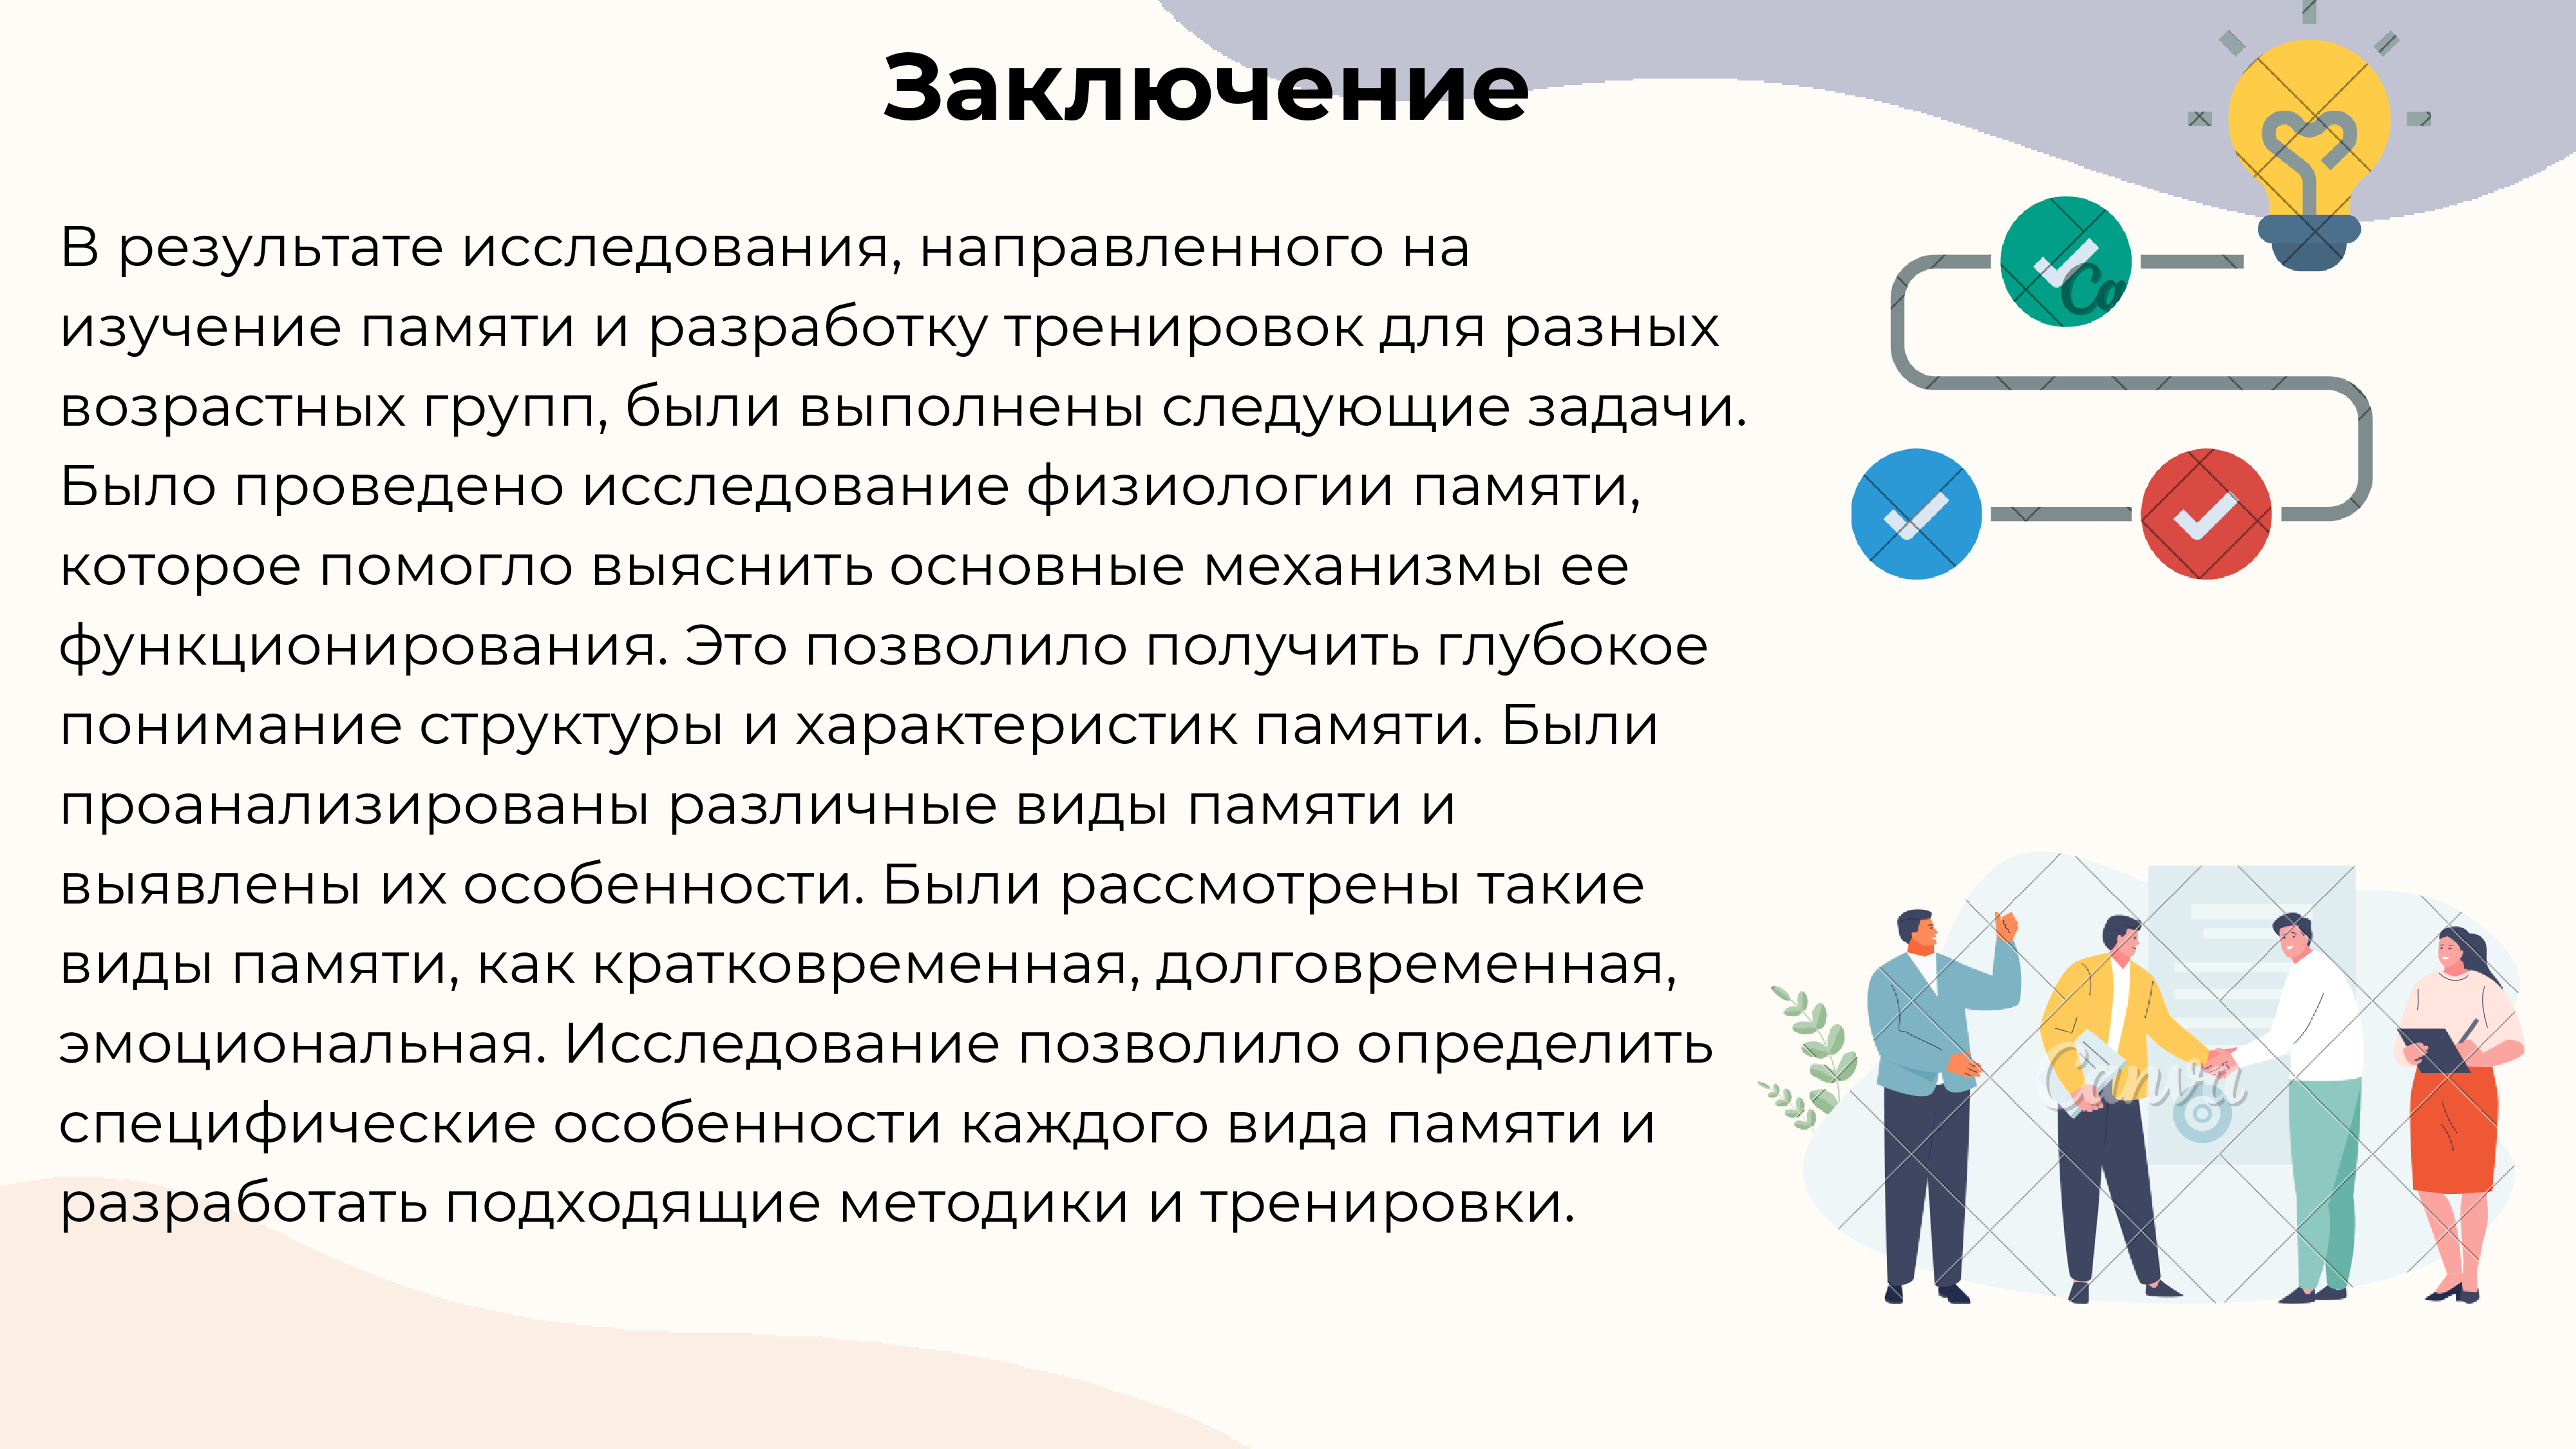 Заключение
В результате исследования, направленного на
изучение памяти и разработку тренировок для разных
возрастных групп, были выполнены следующие задачи.
Было проведено исследование физиологии памяти,
которое помогло выяснить основные механизмы ее
функционирования. Это позволило получить глубокое
понимание структуры и характеристик памяти. Были
проанализированы различные виды памяти и
выявлены их особенности. Были рассмотрены такие
виды памяти, как кратковременная, долговременная,
эмоциональная. Исследование позволило определить
специфические особенности каждого вида памяти и
разработать подходящие методики и тренировки.
Ca
Canva